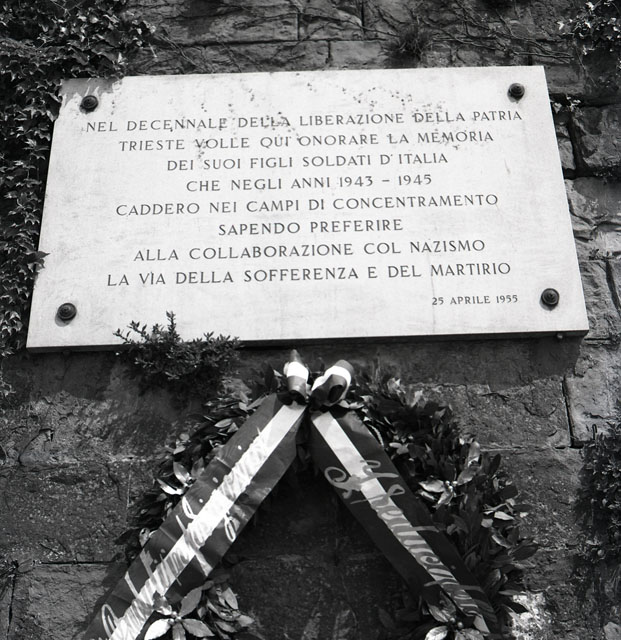 NEL DECENNALE DELLA LIBERAZIONE DELLA PATRIA
TRIESTE VOLLE QUI ONORARE LA MEMORIA
DEI SUOI FIGLI SOLDATI D'ITALIA
CHE NEGLI ANNI 1943 - 1945
CADDERO NEI CAMPI DI CONCENTRAMENTO
SAPENDO PREFERIRE
ALLA COLLABORAZIONE COL NAZISMO
LA VIA DELLA SOFFERENZA E DEL MARTIRIO
25 APRILE 1955